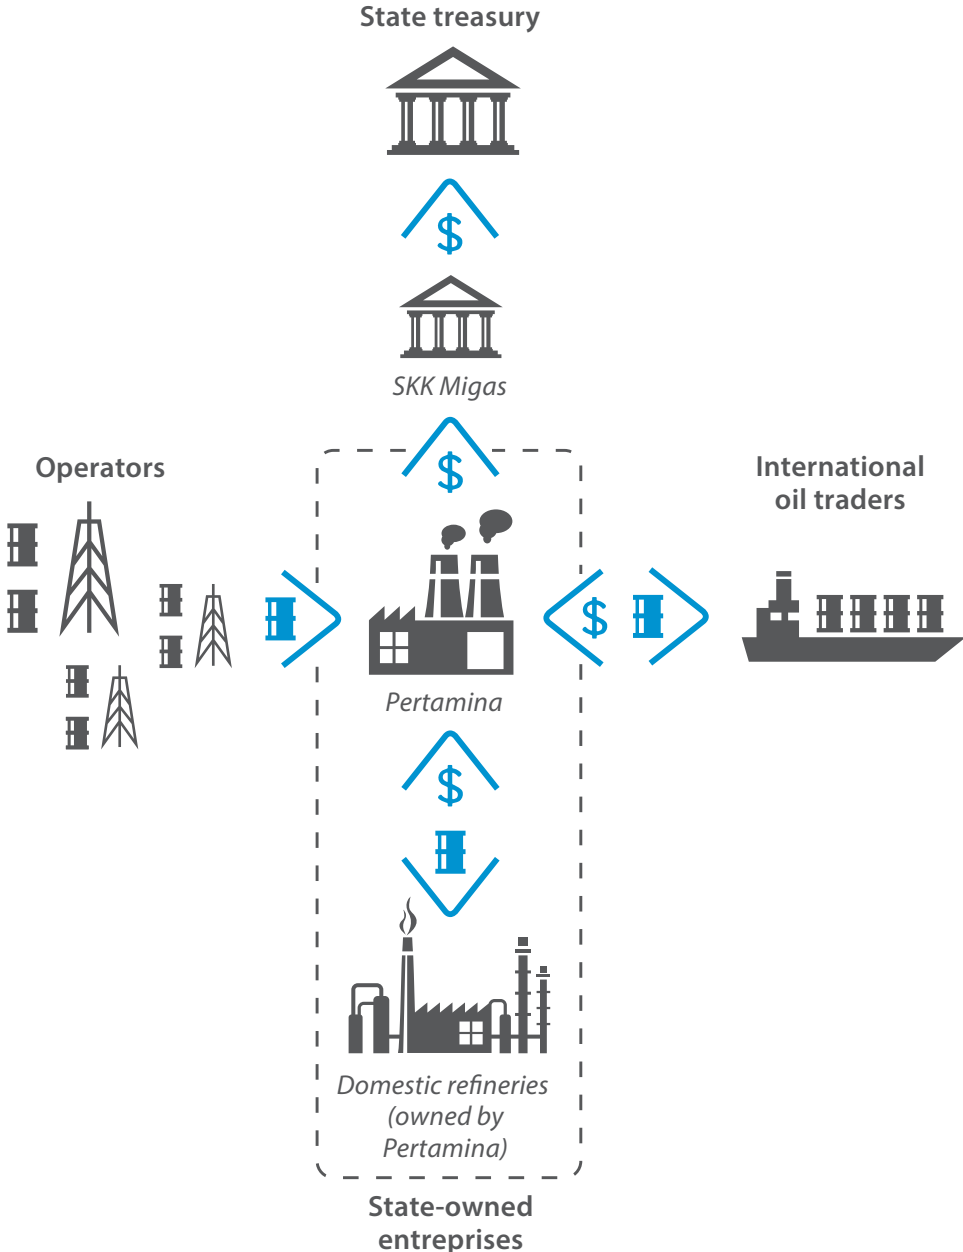 State treasury
$
SKK Migas
$
Operators
International
oil traders
$
Pertamina
$
Domestic refineries
(owned by
Pertamina)
State-owned
entreprises